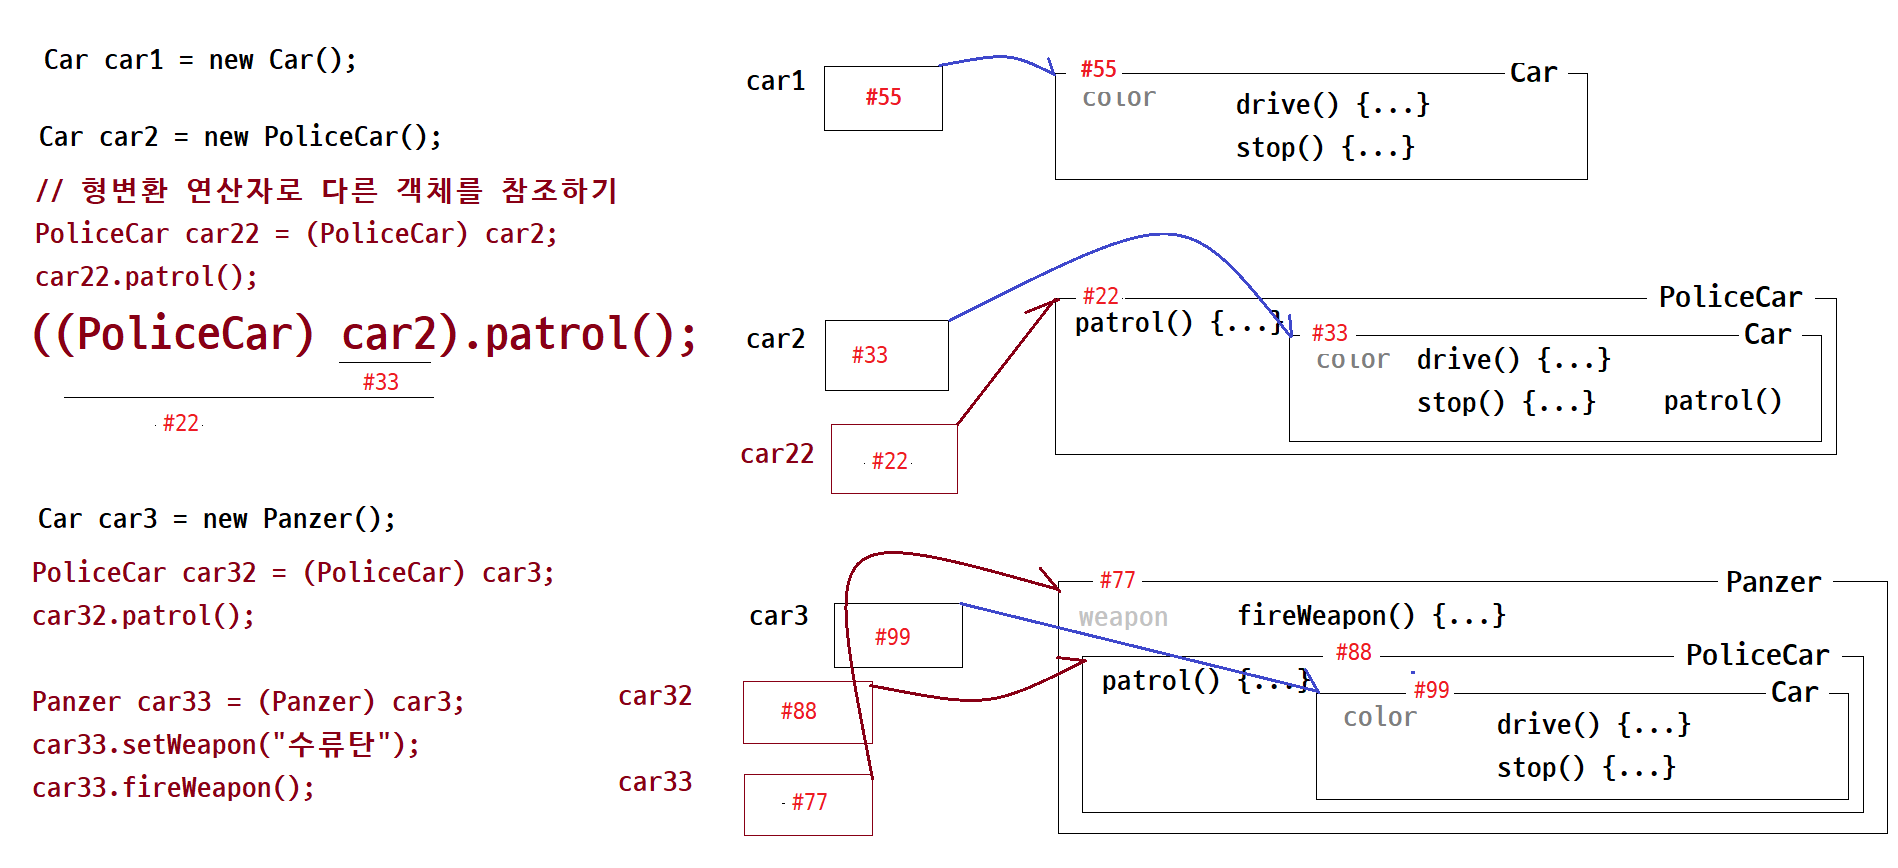 Car car1 = new Car();
Car car2 = new PoliceCar();
// 형변환 연산자로 다른 객체를 참조하기
PoliceCar car22 = (PoliceCar) car2;
car22.patrol();
((PoliceCar) car2).patrol();
#33
#22
Car car3 = new Panzer();
PoliceCar car32 = (PoliceCar) car3;
car32.patrol();
Panzer car33 = (Panzer) car3;
car33.setWeapon("수류탄");
car33.fireWeapon();
car1
#55
#55
Car
color
drive() {...}
stop() {...}
car2
#33
car22
#22
#22
PoliceCar
patrol() {...}
#33
Car
color
drive() {...}
stop() {...}
patrol()
car3
#99
car32
#88
car33
#77
#77
Panzer
weapon
fireWeapon() {...}
#88
PoliceCar
patrol() {...}
#99
Car
color
drive() {...}
stop() {...}